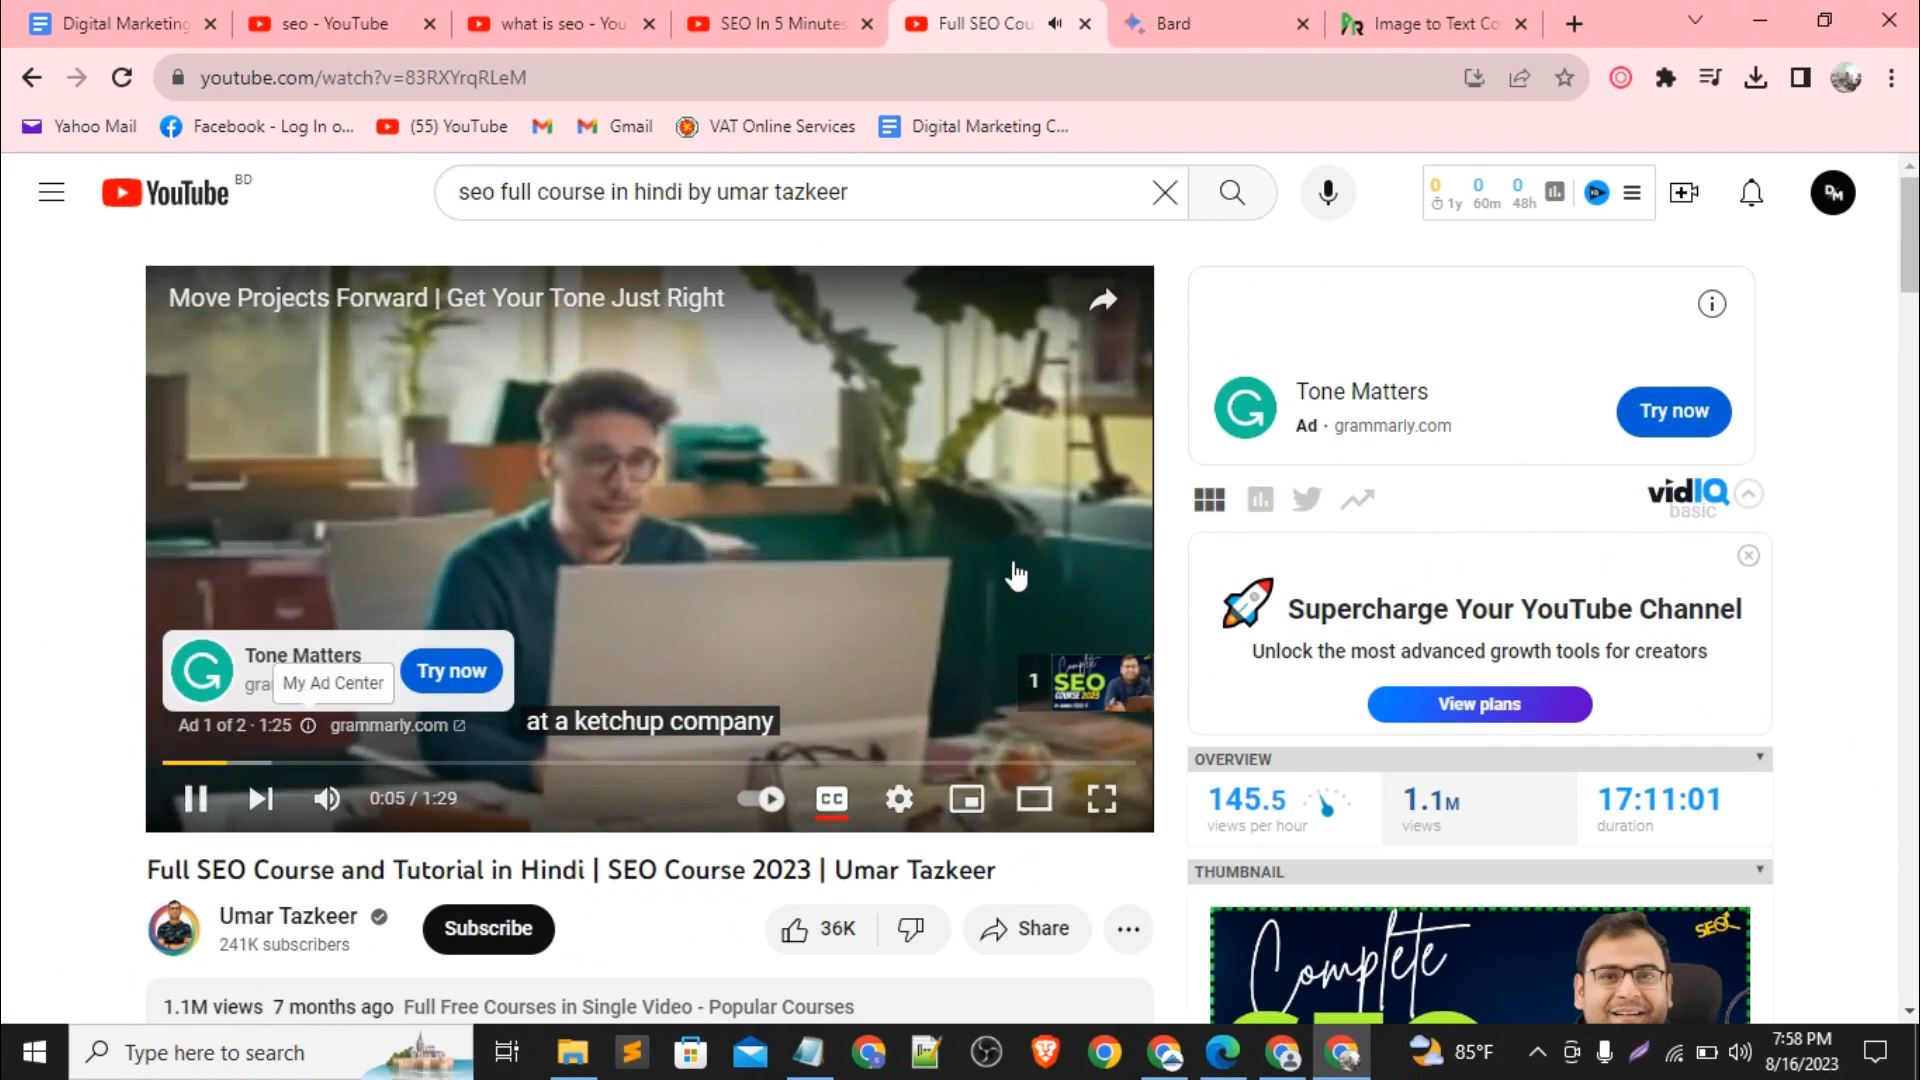 Digital Marketing
seo - YouTube
what is seo - You
SEO In 5 Minutes
Full SEO Cou
Bard
Image to Text Co
youtube.com/watch?v=83RXYrqRLeM
Yahoo Mail
Facebook - Log In o...
(55) YouTube
Gmail
VAT Online Services
Digital Marketing C...
YouTube BD
seo full course in hindi by umar tazkeer
0 0 0
1y 60m 48h
D/M
Move Projects Forward | Get Your Tone Just Right
Tone Matters
gra
My Ad Center
Try now
Ad 1 of 2 · 1:25 grammarly.com
at a ketchup company
1
Complete
SEO
COURSE 2023
0:05 / 1:29
CC
Full SEO Course and Tutorial in Hindi | SEO Course 2023 | Umar Tazkeer
Umar Tazkeer
241K subscribers
Subscribe
36K
Share
1.1M views 7 months ago Full Free Courses in Single Video - Popular Courses
Tone Matters
Ad · grammarly.com
Try now
vidIQ
basic
Supercharge Your YouTube Channel
Unlock the most advanced growth tools for creators
View plans
OVERVIEW
145.5 1.1M 17:11:01
views per hour views duration
THUMBNAIL
Complete
SEO
SEO
Type here to search
85°F
7:58 PM
8/16/2023